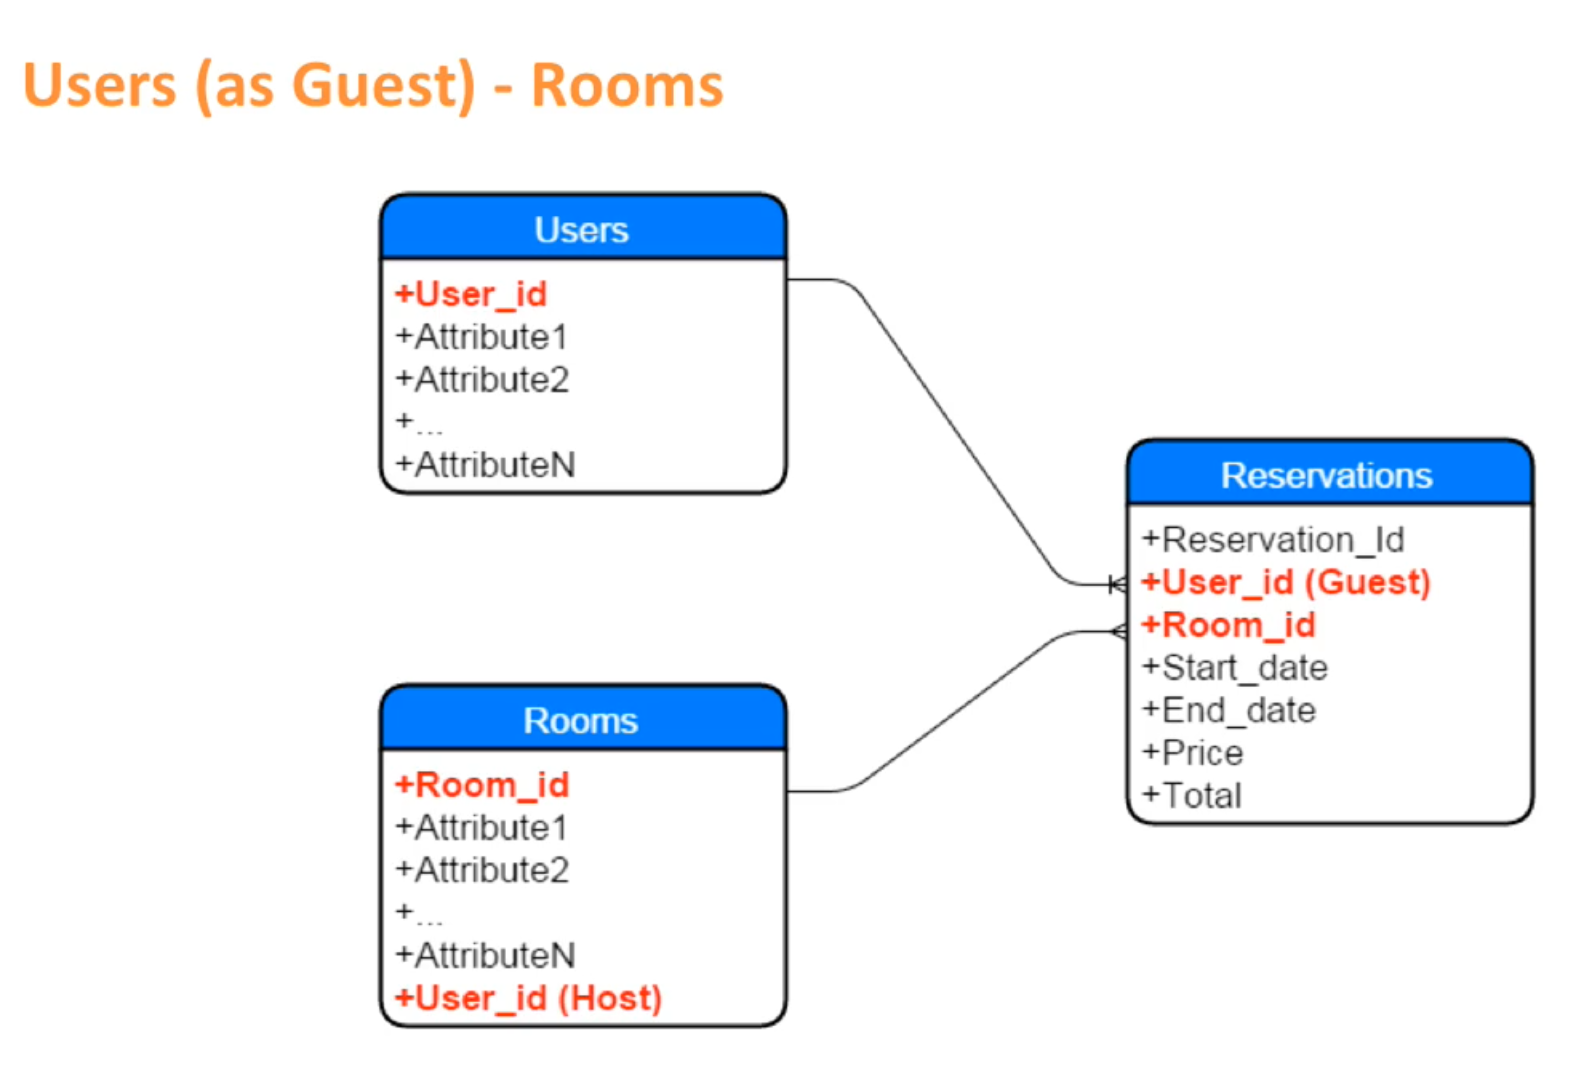 Users (as Guest) - Rooms
Users
+User_id
+Attribute1
+Attribute2
+...
+AttributeN
Reservations
+Reservation_Id
+User_id (Guest)
+Room_id
+Start_date
+End_date
+Price
+Total
Rooms
+Room_id
+Attribute1
+Attribute2
+...
+AttributeN
+User_id (Host)